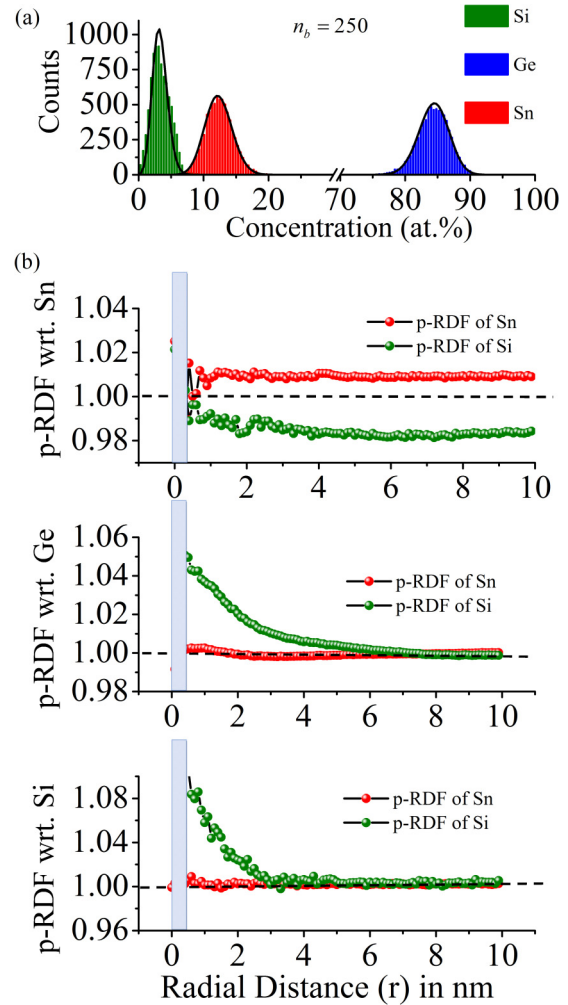 (a)
n_b = 250
Si
Ge
Sn
Counts
1000
750
500
250
0
0 10 20 70 80 90 100
Concentration (at.%)
(b)
p-RDF wrt. Sn
1.04
1.02
1.00
0.98
p-RDF of Sn
p-RDF of Si
0 2 4 6 8 10
p-RDF wrt. Ge
1.06
1.04
1.02
1.00
0.98
p-RDF of Sn
p-RDF of Si
0 2 4 6 8 10
p-RDF wrt. Si
1.08
1.04
1.00
0.96
p-RDF of Sn
p-RDF of Si
0 2 4 6 8 10
Radial Distance (r) in nm